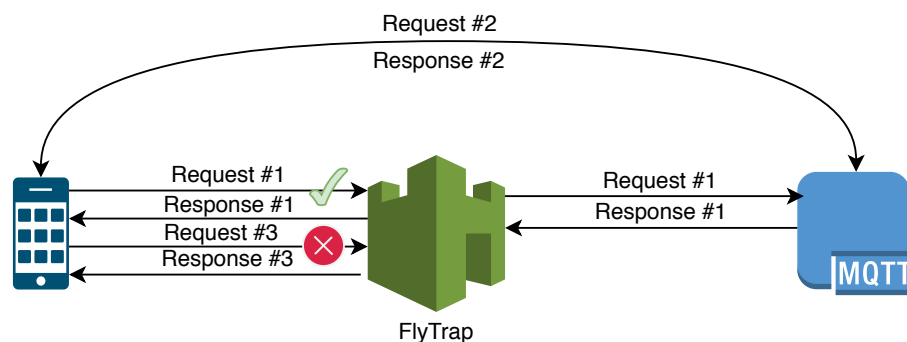 Request #2
Response #2
Request #1
Response #1
Request #3
Response #3
Request #1
Response #1
MQTT
FlyTrap